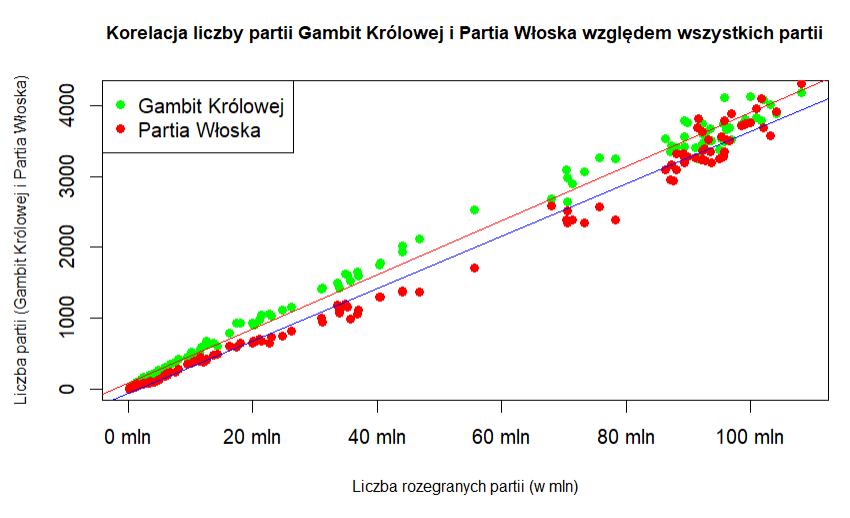 Korelacja liczby partii Gambit Królowej i Partia Włoska względem wszystkich partii
Liczba partii (Gambit Królowej i Partia Włoska)
4000
3000
2000
1000
0
Gambit Królowej
Partia Włoska
0 mln 20 mln 40 mln 60 mln 80 mln 100 mln
Liczba rozegranych partii (w mln)